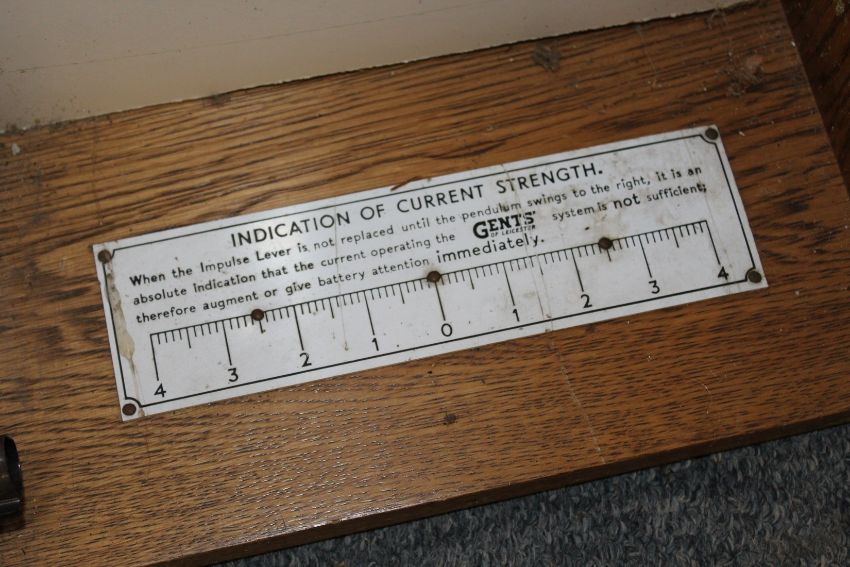 INDICATION OF CURRENT STRENGTH.
When the Impulse Lever is not replaced until the pendulum swings to the right, it is an
absolute indication that the current operating the GENTS' OF LEICESTER system is not sufficient;
therefore augment or give battery attention immediately.
4 3 2 1 0 1 2 3 4